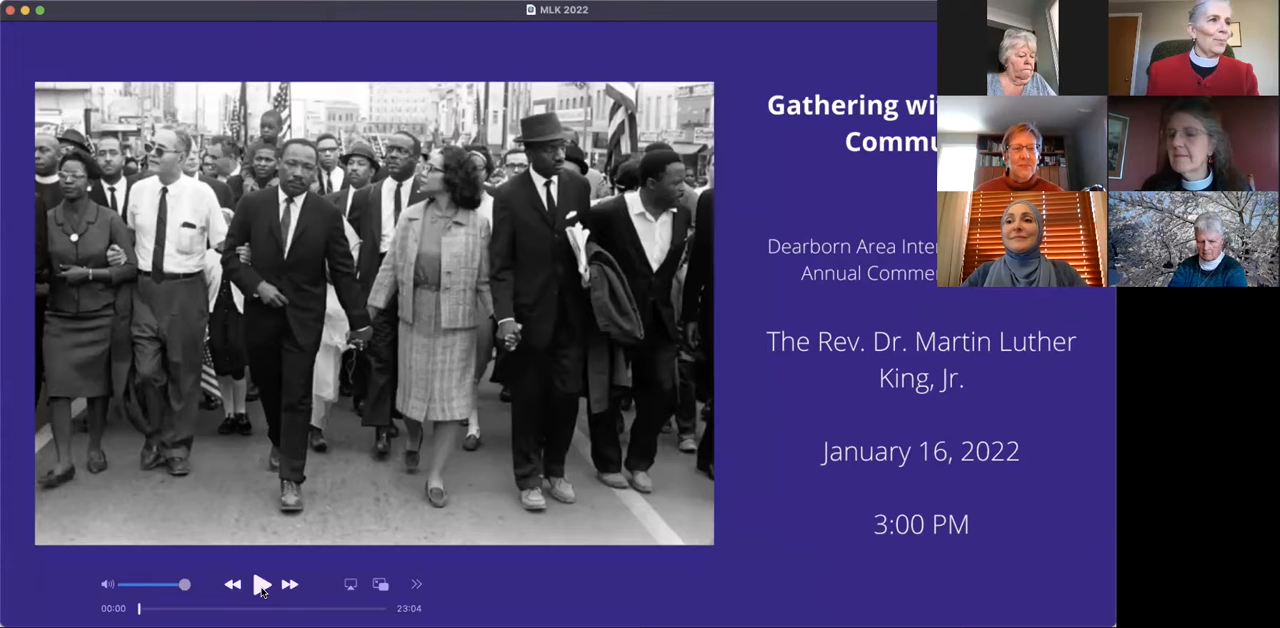 MLK 2022
Gathering wi
Commu
Dearborn Area Inter
Annual Comme
The Rev. Dr. Martin Luther
King, Jr.
January 16, 2022
3:00 PM
00:00
23:04